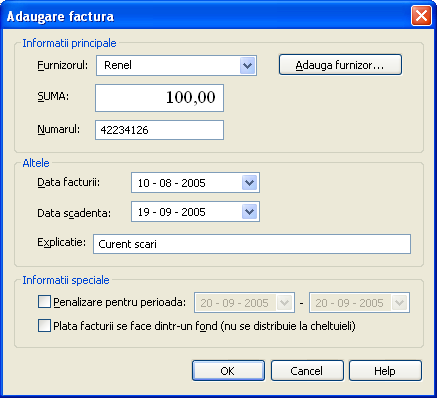 Adaugare factura
Informatii principale
Furnizorul: Renel Adauga furnizor...
SUMA: 100,00
Numarul: 42234126
Altele
Data facturii: 10 - 08 - 2005
Data scadenta: 19 - 09 - 2005
Explicatie: Curent scari
Informatii speciale
Penalizare pentru perioada: 20 - 09 - 2005 - 20 - 09 - 2005
Plata facturii se face dintr-un fond (nu se distribuie la cheltuieli)
OK Cancel Help